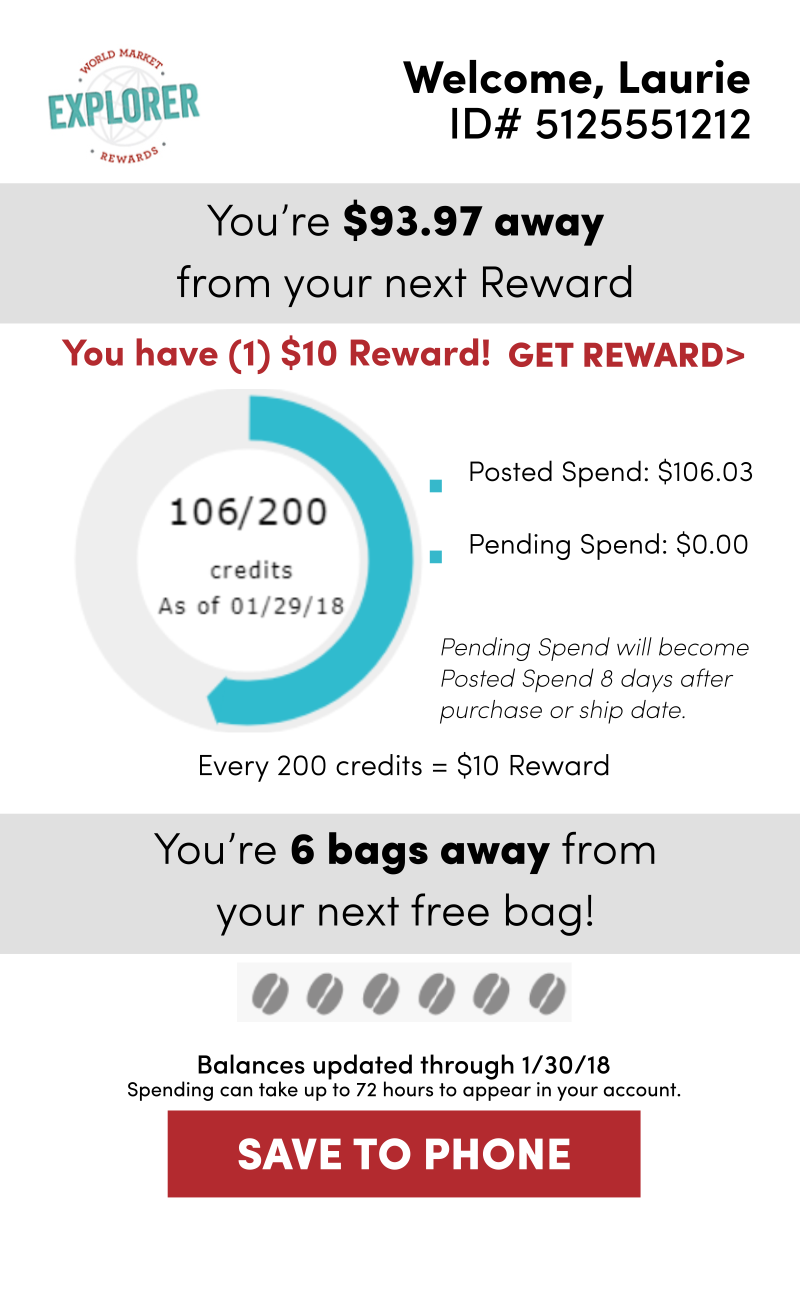 WORLD MARKET
EXPLORER
REWARDS
Welcome, Laurie
ID# 5125551212
You're $93.97 away
from your next Reward
You have (1) $10 Reward! GET REWARD>
106/200
credits
As of 01/29/18
Posted Spend: $106.03
Pending Spend: $0.00
Pending Spend will become
Posted Spend 8 days after
purchase or ship date.
Every 200 credits = $10 Reward
You're 6 bags away from
your next free bag!
Balances updated through 1/30/18
Spending can take up to 72 hours to appear in your account.
SAVE TO PHONE